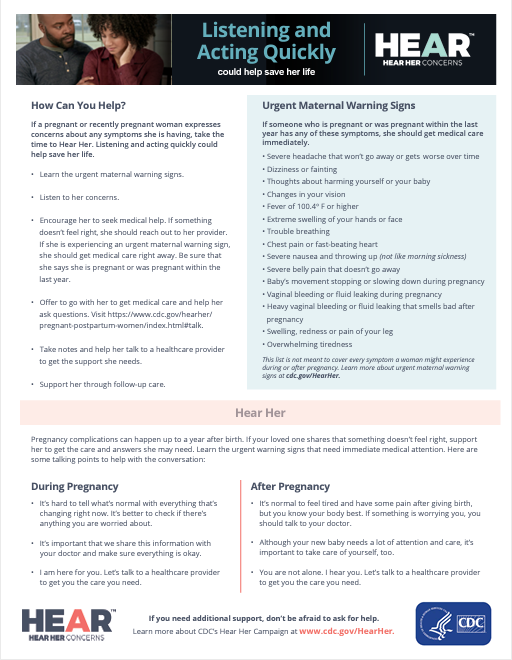 Listening and
Acting Quickly
could help save her life
HEAR™
HEAR HER CONCERNS
How Can You Help?
If a pregnant or recently pregnant woman expresses
concerns about any symptoms she is having, take the
time to Hear Her. Listening and acting quickly could
help save her life.
• Learn the urgent maternal warning signs.
• Listen to her concerns.
• Encourage her to seek medical help. If something
doesn't feel right, she should reach out to her provider.
If she is experiencing an urgent maternal warning sign,
she should get medical care right away. Be sure that
she says she is pregnant or was pregnant within the
last year.
• Offer to go with her to get medical care and help her
ask questions. Visit https://www.cdc.gov/hearher/
pregnant-postpartum-women/index.html#talk.
• Take notes and help her talk to a healthcare provider
to get the support she needs.
• Support her through follow-up care.
Urgent Maternal Warning Signs
If someone who is pregnant or was pregnant within the last
year has any of these symptoms, she should get medical care
immediately.
• Severe headache that won't go away or gets worse over time
• Dizziness or fainting
• Thoughts about harming yourself or your baby
• Changes in your vision
• Fever of 100.4° F or higher
• Extreme swelling of your hands or face
• Trouble breathing
• Chest pain or fast-beating heart
• Severe nausea and throwing up (not like morning sickness)
• Severe belly pain that doesn't go away
• Baby's movement stopping or slowing down during pregnancy
• Vaginal bleeding or fluid leaking during pregnancy
• Heavy vaginal bleeding or fluid leaking that smells bad after
pregnancy
• Swelling, redness or pain of your leg
• Overwhelming tiredness
This list is not meant to cover every symptom a woman might experience
during or after pregnancy. Learn more about urgent maternal warning
signs at cdc.gov/HearHer.
Hear Her
Pregnancy complications can happen up to a year after birth. If your loved one shares that something doesn't feel right, support
her to get the care and answers she may need. Learn the urgent warning signs that need immediate medical attention. Here are
some talking points to help with the conversation:
During Pregnancy
• It's hard to tell what's normal with everything that's
changing right now. It's better to check if there's
anything you are worried about.
• It's important that we share this information with
your doctor and make sure everything is okay.
• I am here for you. Let's talk to a healthcare provider
to get you the care you need.
After Pregnancy
• It's normal to feel tired and have some pain after giving birth,
but you know your body best. If something is worrying you, you
should talk to your doctor.
• Although your new baby needs a lot of attention and care, it's
important to take care of yourself, too.
• You are not alone. I hear you. Let's talk to a healthcare provider
to get you the care you need.
HEAR™
HEAR HER CONCERNS
If you need additional support, don't be afraid to ask for help.
Learn more about CDC's Hear Her Campaign at www.cdc.gov/HearHer.
CDC